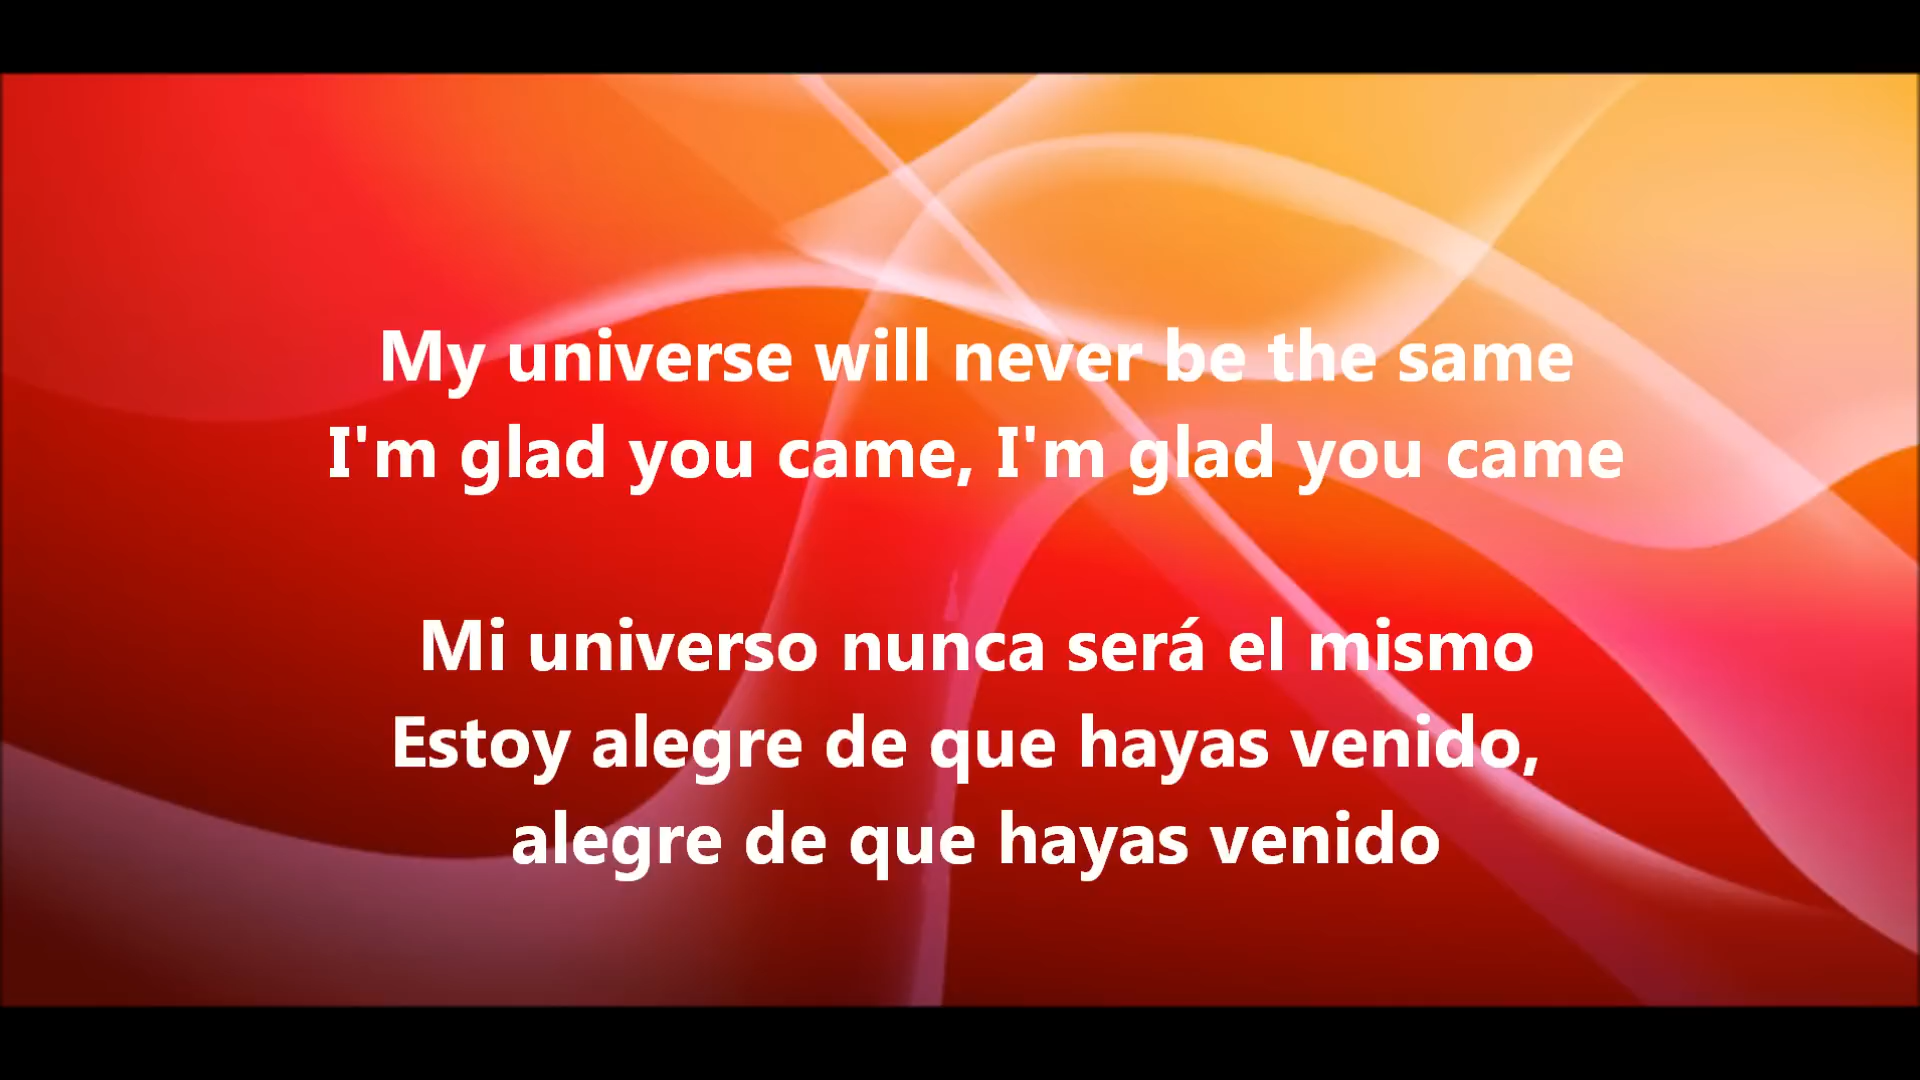 My universe will never be the same
I'm glad you came, I'm glad you came
Mi universo nunca será el mismo
Estoy alegre de que hayas venido,
alegre de que hayas venido